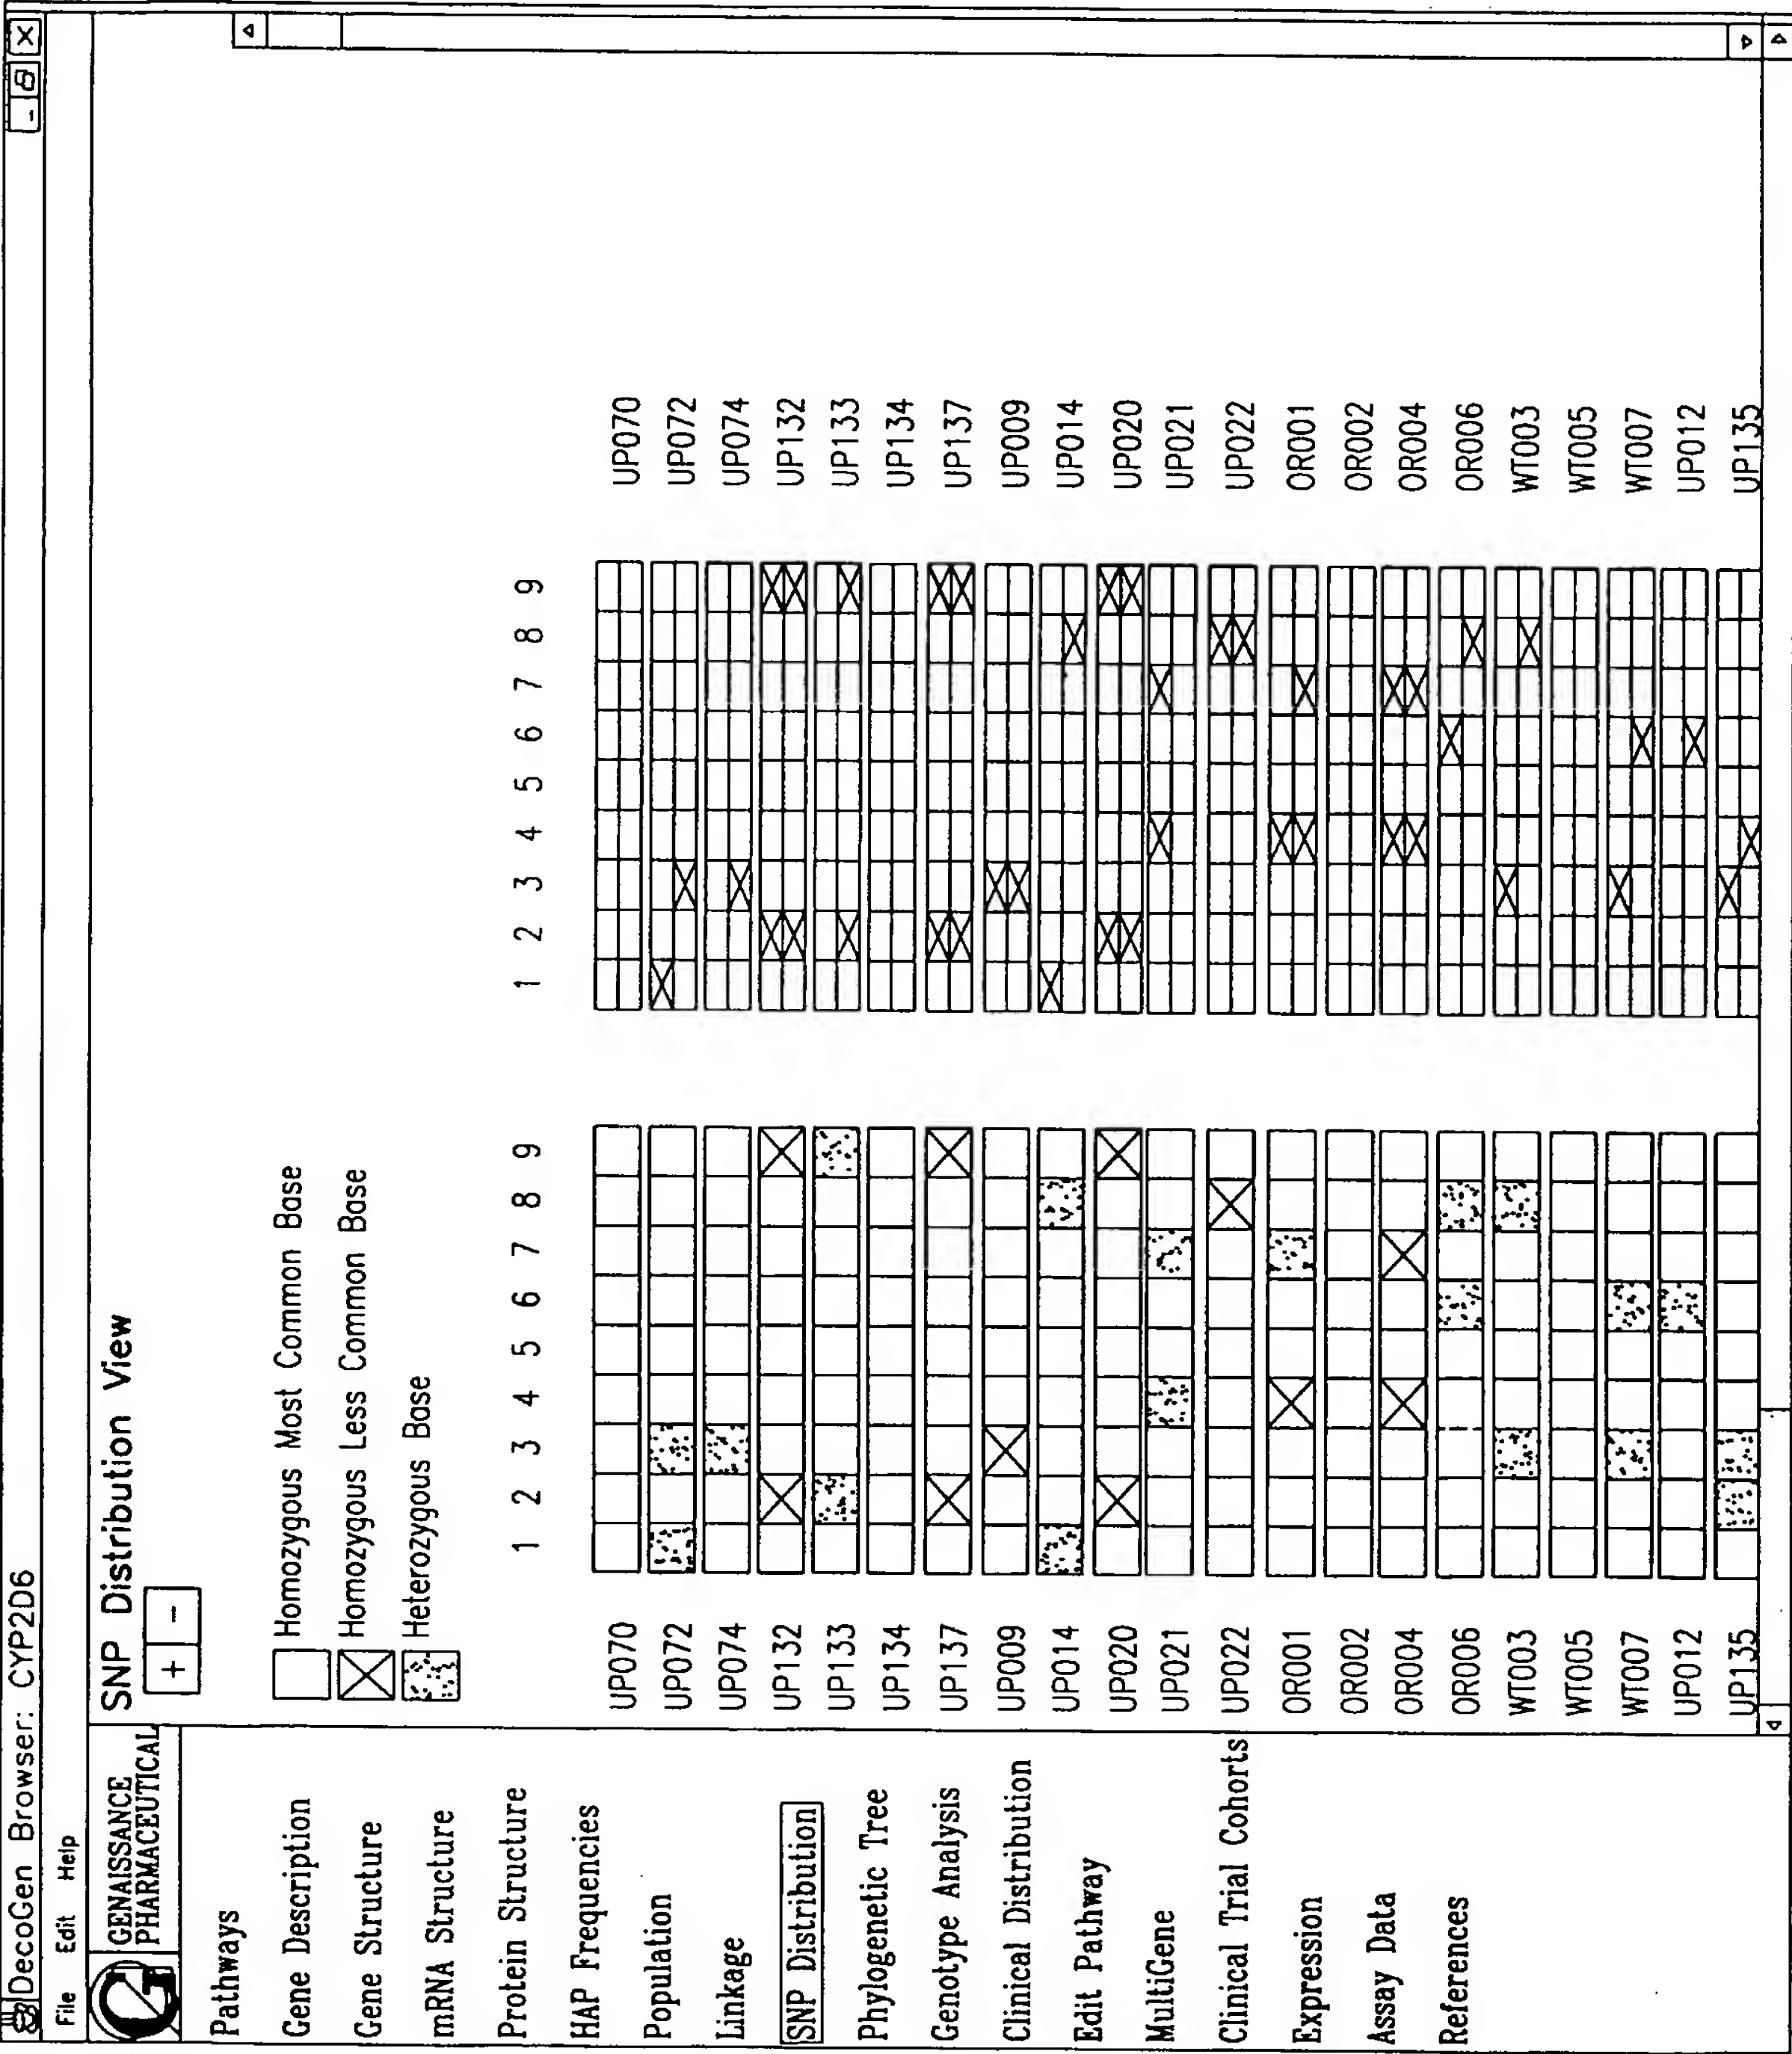 DecoGen Browser: CYP2D6
File Edit Help
GENAISSANCE
PHARMACEUTICAL
Pathways
Gene Description
Gene Structure
mRNA Structure
Protein Structure
HAP Frequencies
Population
Linkage
SNP Distribution
Phylogenetic Tree
Genotype Analysis
Clinical Distribution
Edit Pathway
MultiGene
Clinical Trial Cohorts
Expression
Assay Data
References
SNP Distribution View
+ -
Homozygous Most Common Base
Homozygous Less Common Base
Heterozygous Base
1 2 3 4 5 6 7 8 9 1 2 3 4 5 6 7 8 9
UP070 UP070
UP072 UP072
UP074 UP074
UP132 UP132
UP133 UP133
UP134 UP134
UP137 UP137
UP009 UP009
UP014 UP014
UP020 UP020
UP021 UP021
UP022 UP022
OR001 OR001
OR002 OR002
OR004 OR004
OR006 OR006
WT003 WT003
WT005 WT005
WT007 WT007
UP012 UP012
UP135 UP135